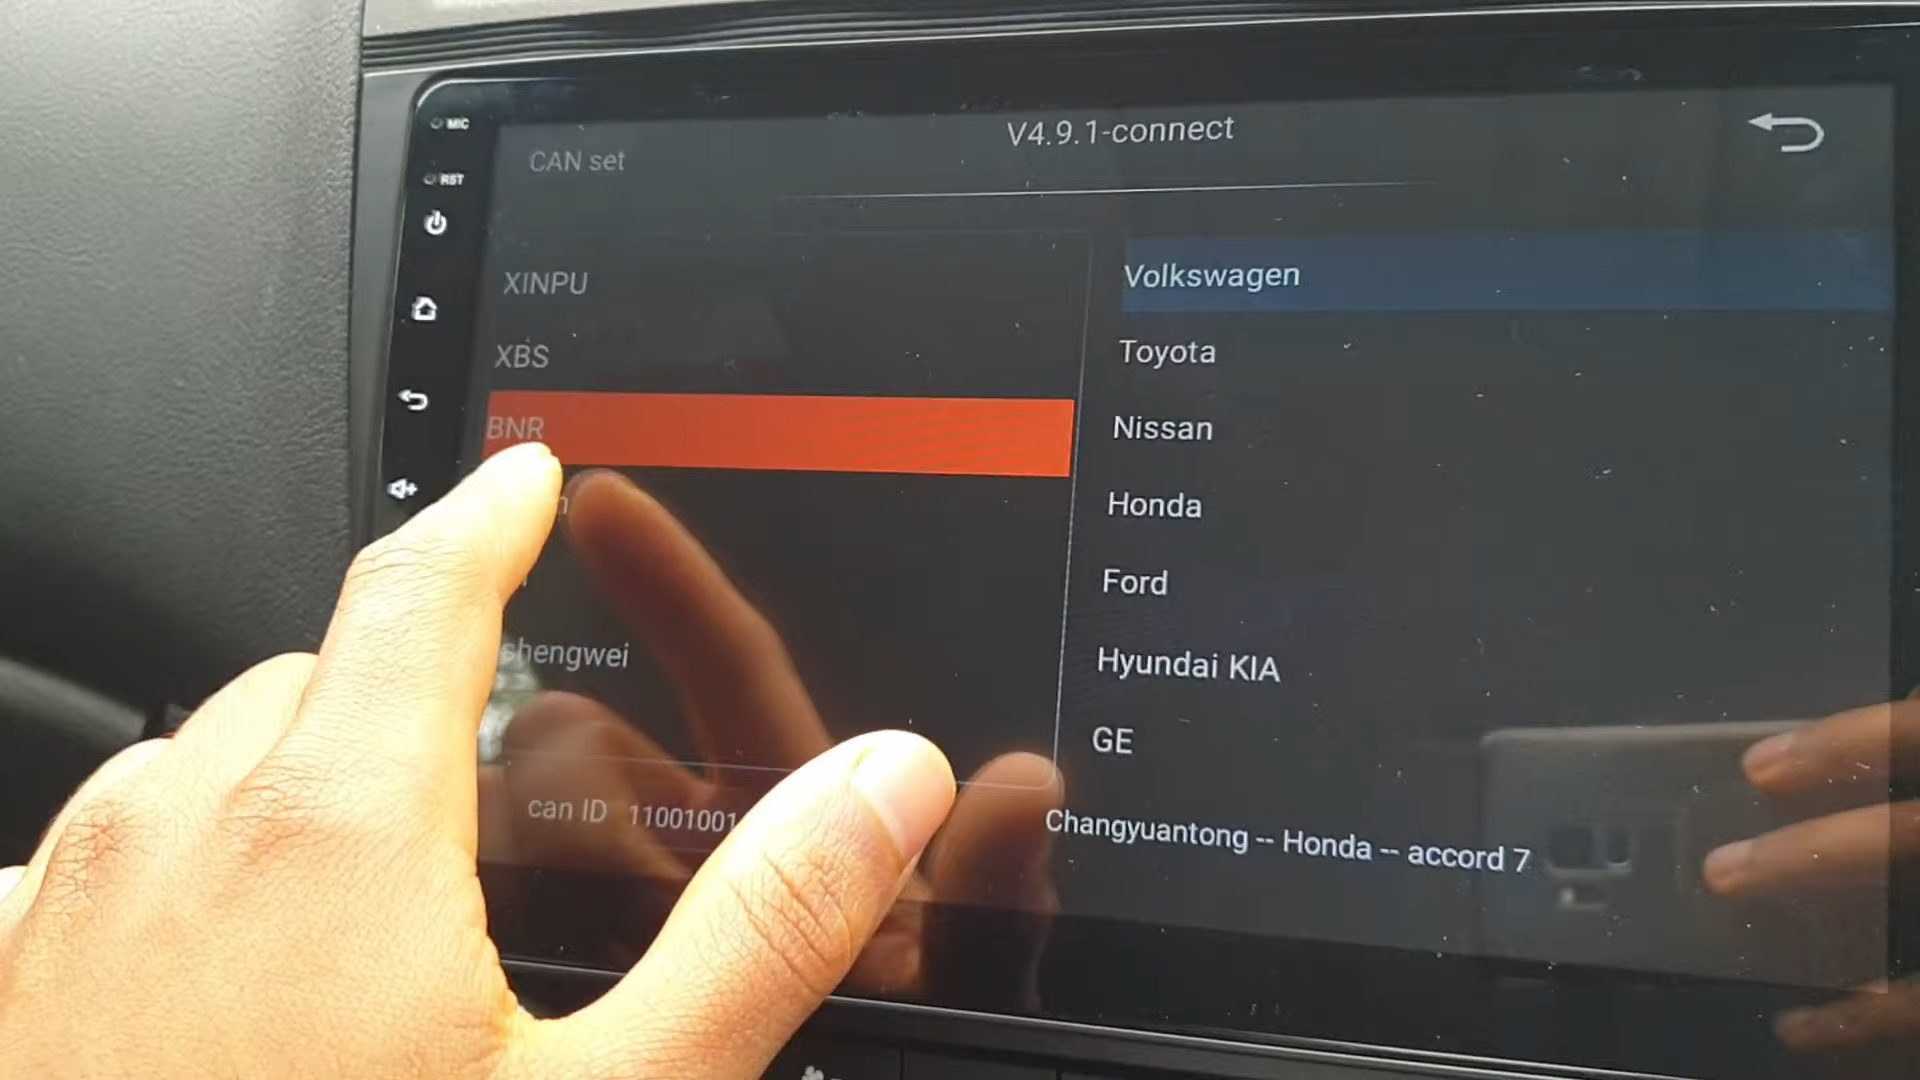 MIC
RST
CAN set
V4.9.1-connect
XINPU
XBS
BNR
shengwei
Volkswagen
Toyota
Nissan
Honda
Ford
Hyundai KIA
GE
can ID 11001001
Changyuantong -- Honda -- accord 7